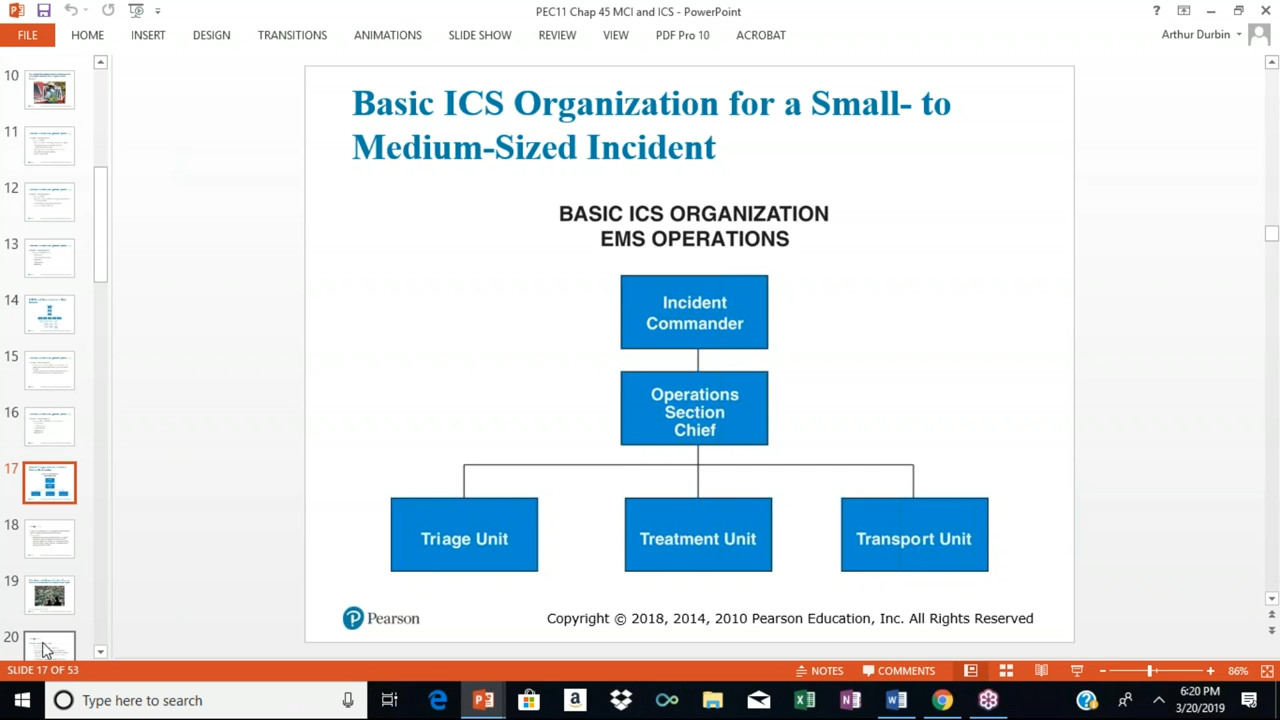 PEC11 Chap 45 MCI and ICS - PowerPoint
?
FILE
HOME
INSERT
DESIGN
TRANSITIONS
ANIMATIONS
SLIDE SHOW
REVIEW
VIEW
PDF Pro 10
ACROBAT
Arthur Durbin
10
11
12
13
14
15
16
17
18
19
20
Basic ICS Organization for a Small- to
Medium-Sized Incident
BASIC ICS ORGANIZATION
EMS OPERATIONS
Incident
Commander
Operations
Section
Chief
Triage Unit
Treatment Unit
Transport Unit
Pearson
Copyright © 2018, 2014, 2010 Pearson Education, Inc. All Rights Reserved
SLIDE 17 OF 53
NOTES
COMMENTS
86%
Type here to search
6:20 PM
3/20/2019